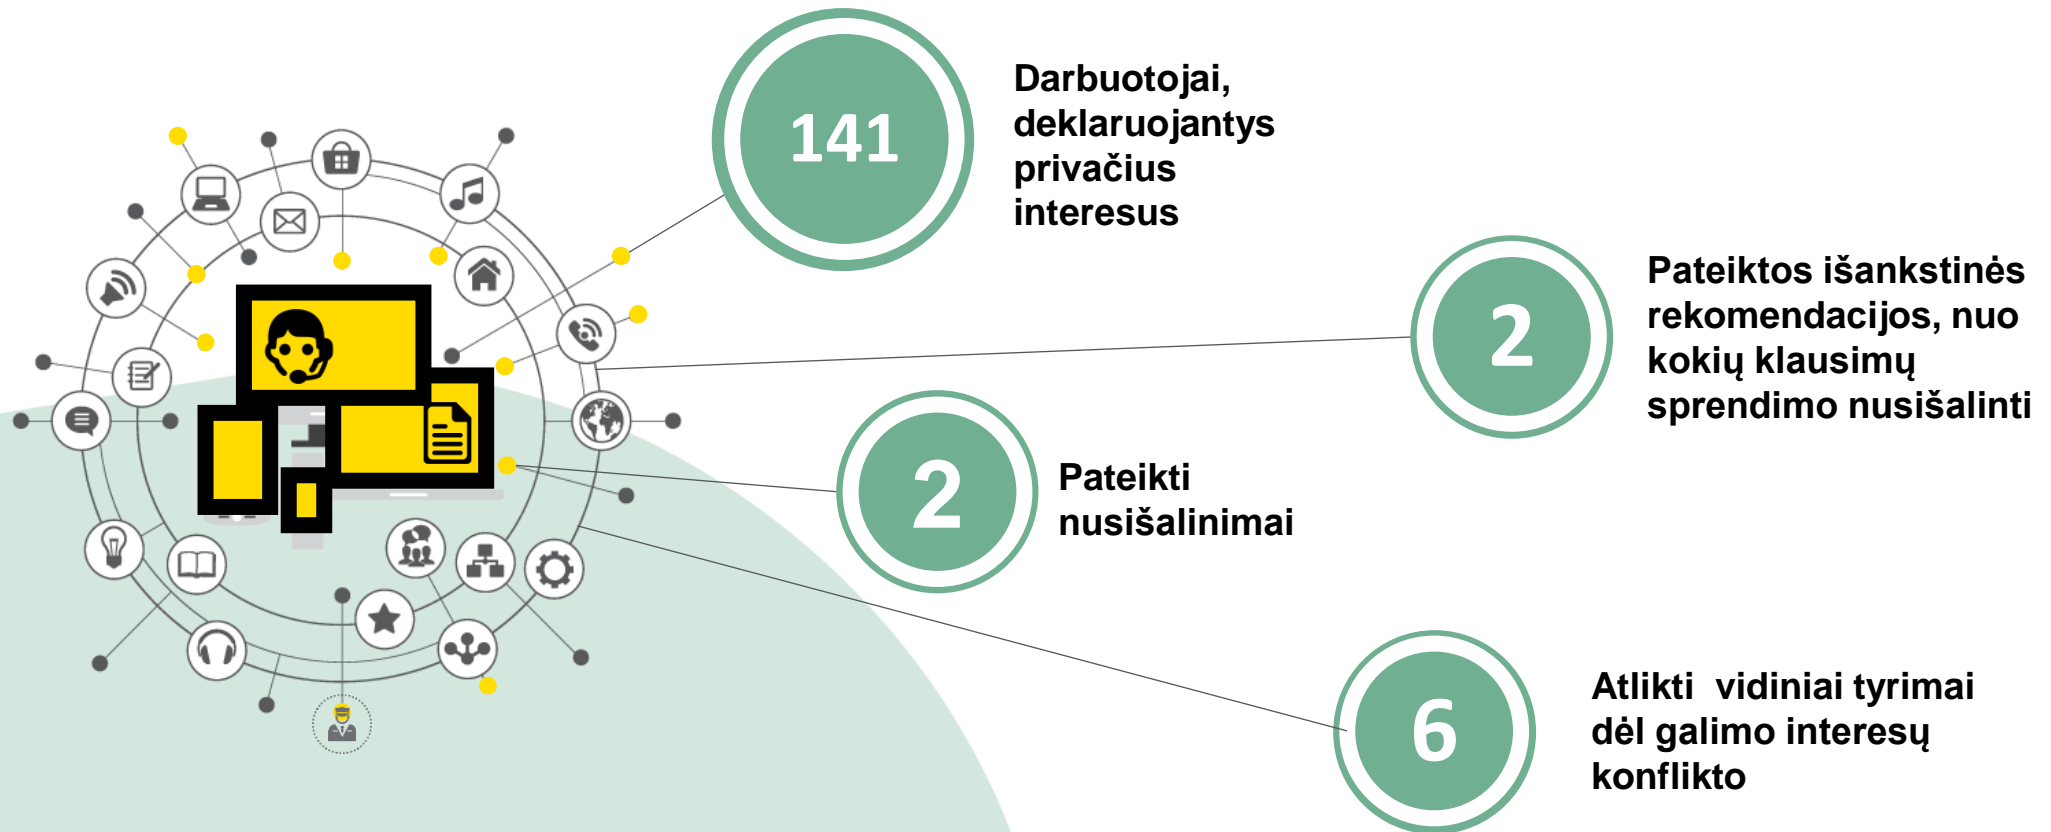 141
Darbuotojai,
deklaruojantys
privačius
interesus
2
Pateiktos išankstinės
rekomendacijos, nuo
kokių klausimų
sprendimo nusišalinti
2
Pateikti
nusišalinimai
6
Atlikti  vidiniai tyrimai
dėl galimo interesų
konflikto